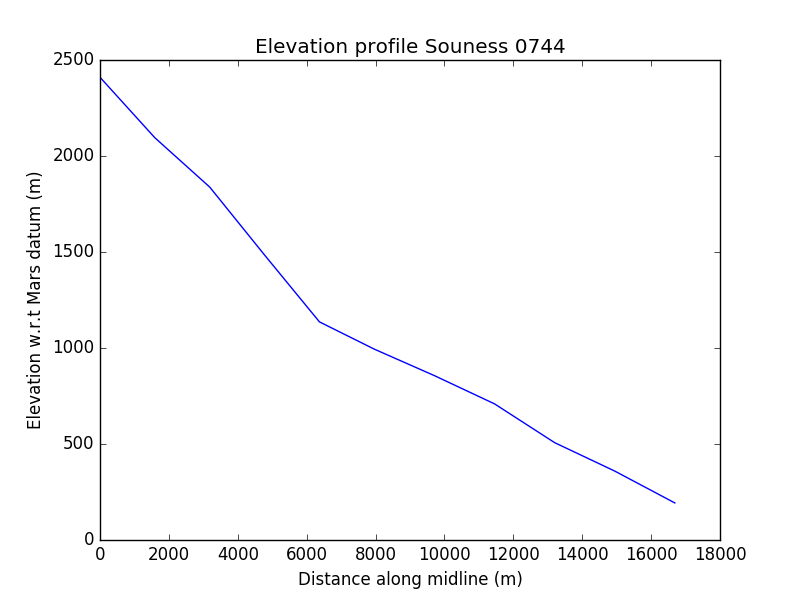 Elevation profile Souness 0744
2500
2000
1500
1000
500
0
Elevation w.r.t Mars datum (m)
0 2000 4000 6000 8000 10000 12000 14000 16000 18000
Distance along midline (m)